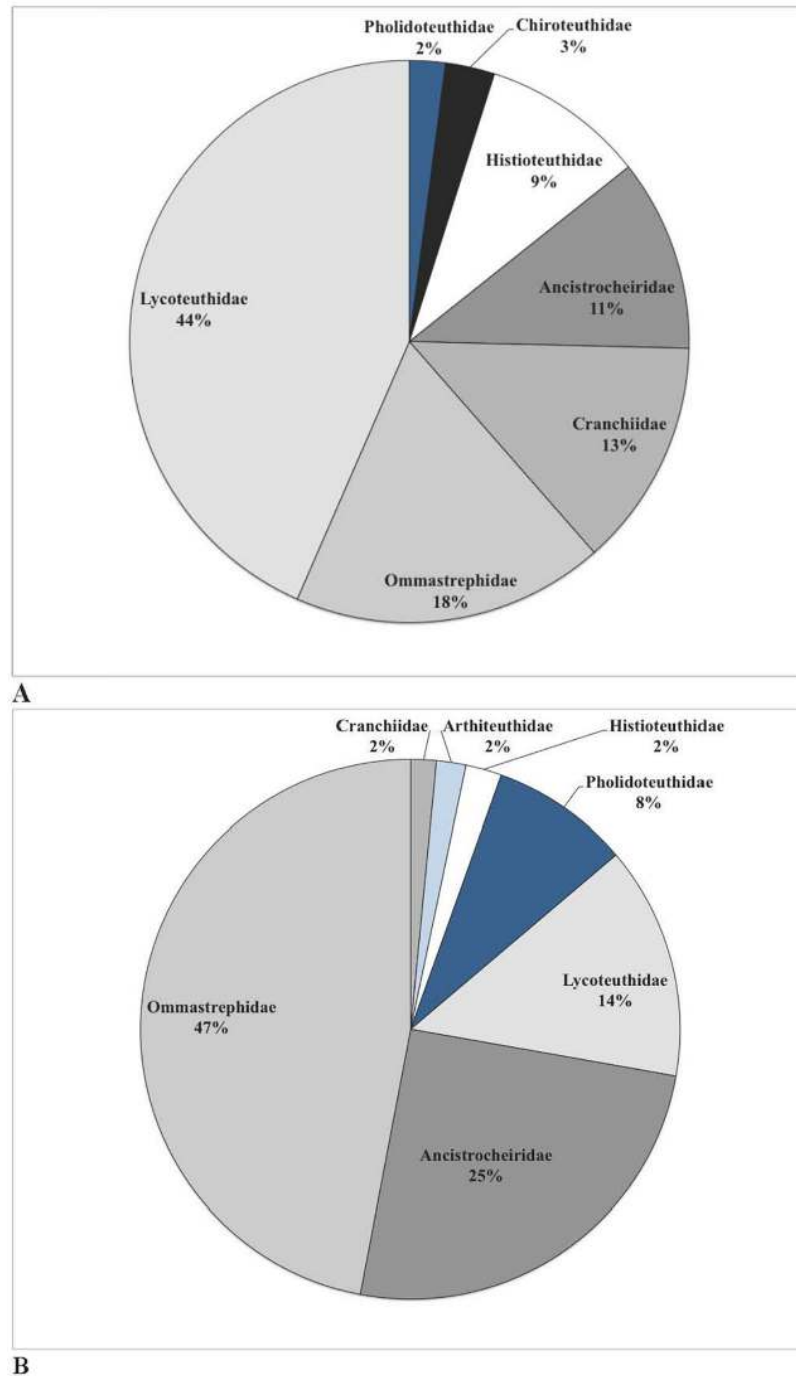 Pholidoteuthidae
2%
Chiroteuthidae
3%
Histioteuthidae
9%
Ancistrocheiridae
11%
Cranchiidae
13%
Ommastrephidae
18%
Lycoteuthidae
44%
A
Cranchiidae
2%
Arthiteuthidae
2%
Histioteuthidae
2%
Pholidoteuthidae
8%
Lycoteuthidae
14%
Ancistrocheiridae
25%
Ommastrephidae
47%
B